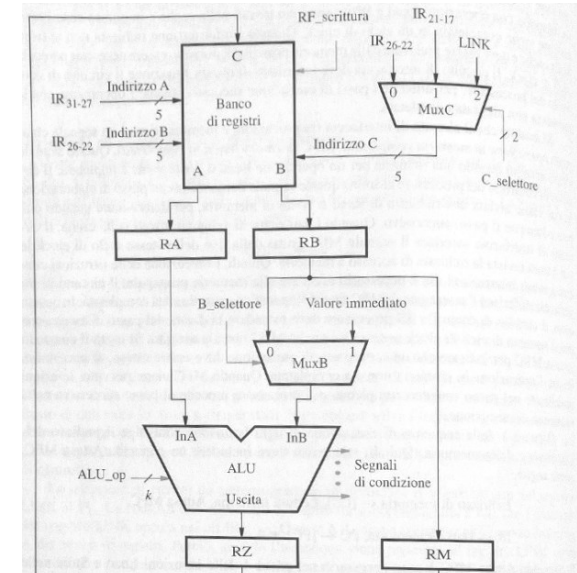 RF_scrittura
IR21-17
IR26-22
LINK
C
0 1 2
MuxC
IR31-27
Indirizzo A
5
Banco
di registri
2
IR26-22
Indirizzo B
5
Indirizzo C
5
C_selettore
A
B
RA
RB
B_selettore
Valore immediato
0
1
MuxB
InA
InB
ALU
ALU_op
k
Uscita
Segnali
di condizione
RZ
RM